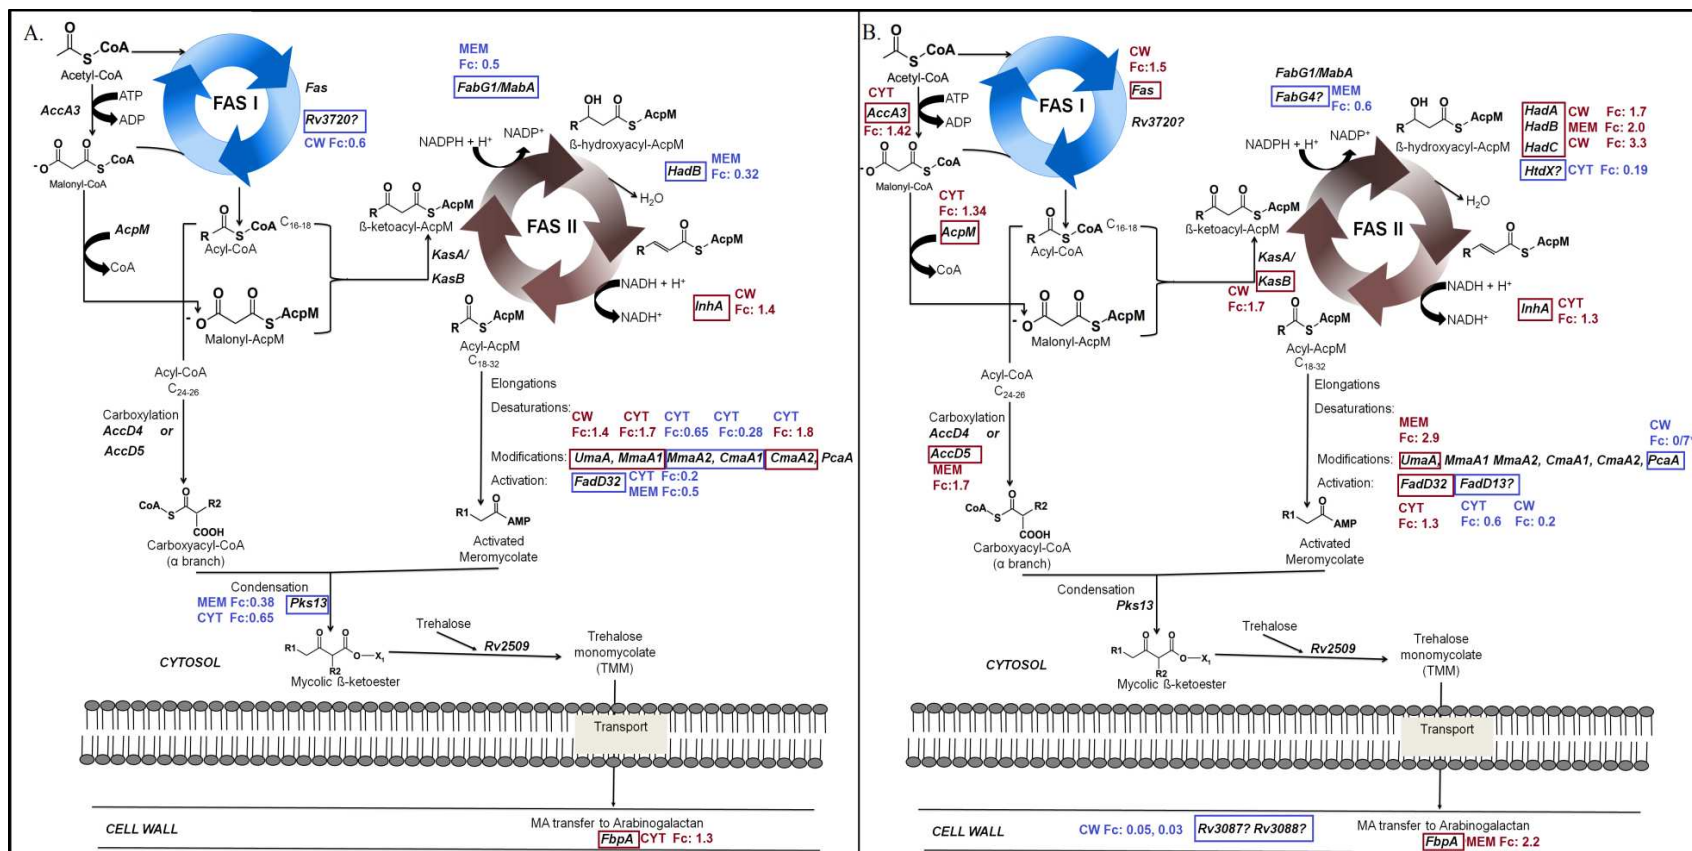 A.
CoA
S
O
Acetyl-CoA
AccA3
ATP
ADP
FAS I
Fas
Rv3720?
CW Fc:0.6
-O
O
O
S
CoA
Malonyl-CoA
AcpM
CoA
O
R
S
CoA
C16-18
Acyl-CoA
-
O
O
O
S
AcpM
Malonyl-AcpM
MEM
Fc: 0.5
FabG1/MabA
NADPH + H+
NADP+
OH
O
R
S
AcpM
ß-hydroxyacyl-AcpM
HadB
MEM
Fc: 0.32
H2O
O
O
R
S
AcpM
ß-ketoacyl-AcpM
KasA/
KasB
FAS II
O
R
S
AcpM
NADH + H+
NADH+
InhA
CW
Fc: 1.4
O
R
S
AcpM
Acyl-AcpM
C18-32
Acyl-CoA
C24-26
Carboxylation
AccD4 or
AccD5
Elongations
Desaturations:
CW CYT CYT CYT CYT
Fc:1.4 Fc:1.7 Fc:0.65 Fc:0.28 Fc: 1.8
Modifications: UmaA, MmaA1 MmaA2, CmaA1, CmaA2, PcaA
Activation: FadD32 CYT Fc:0.2
MEM Fc:0.5
O
CoA
S
R2
COOH
Carboxyacyl-CoA
(α branch)
O
R1
AMP
Activated
Meromycolate
Condensation
MEM Fc:0.38 Pks13
CYT Fc:0.65
O O
R1
O—X1
R2
Mycolic ß-ketoester
Trehalose
Rv2509
Trehalose
monomycolate
(TMM)
CYTOSOL
Transport
CELL WALL
MA transfer to Arabinogalactan
FbpA CYT Fc: 1.3
B.
O
S
CoA
Acetyl-CoA
CYT
AccA3
Fc: 1.42
ATP
ADP
FAS I
CW
Fc:1.5
Fas
Rv3720?
-O
O
O
S
CoA
Malonyl-CoA
CYT
Fc: 1.34
AcpM
CoA
O
R
S
CoA
C16-18
Acyl-CoA
-
O
O
O
S
AcpM
Malonyl-AcpM
FabG1/MabA
FabG4?
MEM
Fc: 0.6
NADPH + H+
NADP+
OH
O
R
S
AcpM
ß-hydroxyacyl-AcpM
HadA CW Fc: 1.7
HadB MEM Fc: 2.0
HadC CW Fc: 3.3
HtdX? CYT Fc: 0.19
H2O
O
O
R
S
AcpM
ß-ketoacyl-AcpM
KasA/
KasB
CW
Fc:1.7
FAS II
O
R
S
AcpM
NADH + H+
NADH+
InhA
CYT
Fc: 1.3
O
R
S
AcpM
Acyl-AcpM
C18-32
Acyl-CoA
C24-26
Carboxylation
AccD4 or
AccD5
MEM
Fc:1.7
Elongations
Desaturations:
MEM
Fc: 2.9
CW
Fc: 0/7*
Modifications: UmaA, MmaA1 MmaA2, CmaA1, CmaA2, PcaA
Activation: FadD32 FadD13?
CYT CYT CW
Fc: 1.3 Fc: 0.6 Fc: 0.2
O
CoA
S
R2
COOH
Carboxyacyl-CoA
(α branch)
O
R1
AMP
Activated
Meromycolate
Condensation
Pks13
O O
R1
O—X1
R2
Mycolic ß-ketoester
Trehalose
Rv2509
Trehalose
monomycolate
(TMM)
CYTOSOL
Transport
CELL WALL
CW Fc: 0.05, 0.03 Rv3087? Rv3088?
MA transfer to Arabinogalactan
FbpA MEM Fc: 2.2